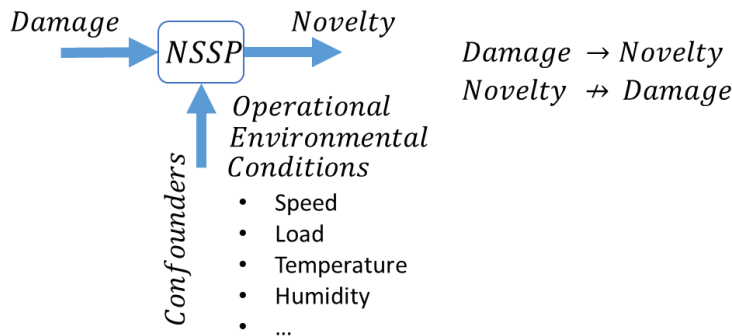 Damage
NSSP
Novelty
Damage → Novelty
Novelty ↛ Damage
Confounders
Operational
Environmental
Conditions
• Speed
• Load
• Temperature
• Humidity
• ...